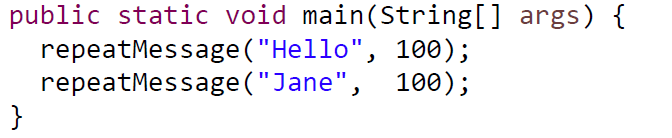 public static void main(String[] args) {
  repeatMessage("Hello", 100);
  repeatMessage("Jane",  100);
}